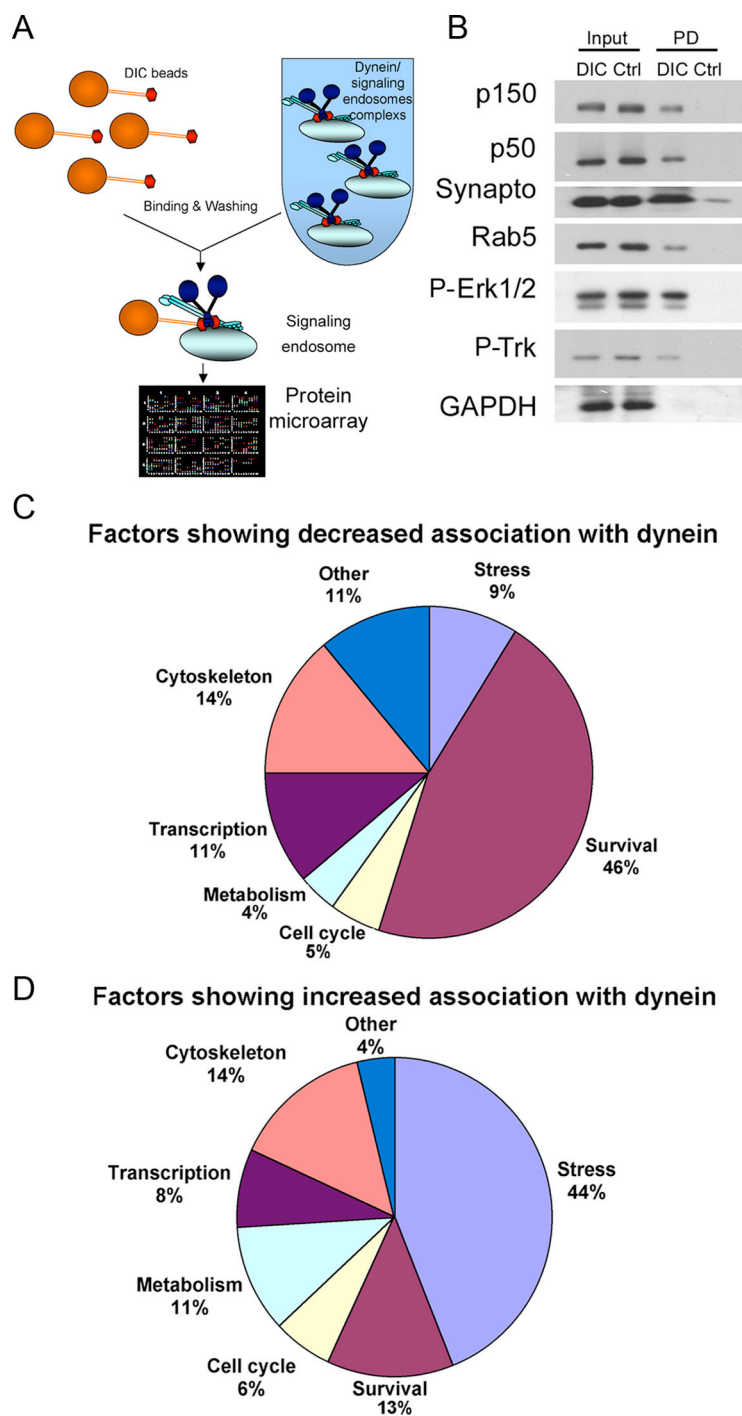 A
DIC beads
Dynein/
signaling
endosomes
complexs
Binding & Washing
Signaling
endosome
Protein
microarray
B
Input PD
DIC Ctrl DIC Ctrl
p150
p50
Synapto
Rab5
P-Erk1/2
P-Trk
GAPDH
C
Factors showing decreased association with dynein
Other
11%
Stress
9%
Cytoskeleton
14%
Transcription
11%
Survival
46%
Metabolism
4%
Cell cycle
5%
D
Factors showing increased association with dynein
Other
4%
Cytoskeleton
14%
Stress
44%
Transcription
8%
Metabolism
11%
Cell cycle
6%
Survival
13%